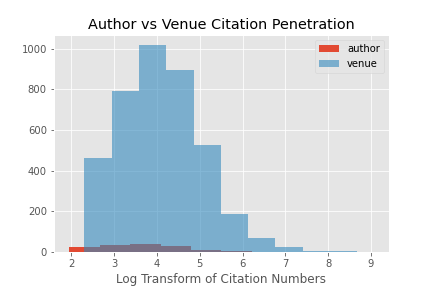 Author vs Venue Citation Penetration
author
venue
1000
800
600
400
200
0
2 3 4 5 6 7 8 9
Log Transform of Citation Numbers